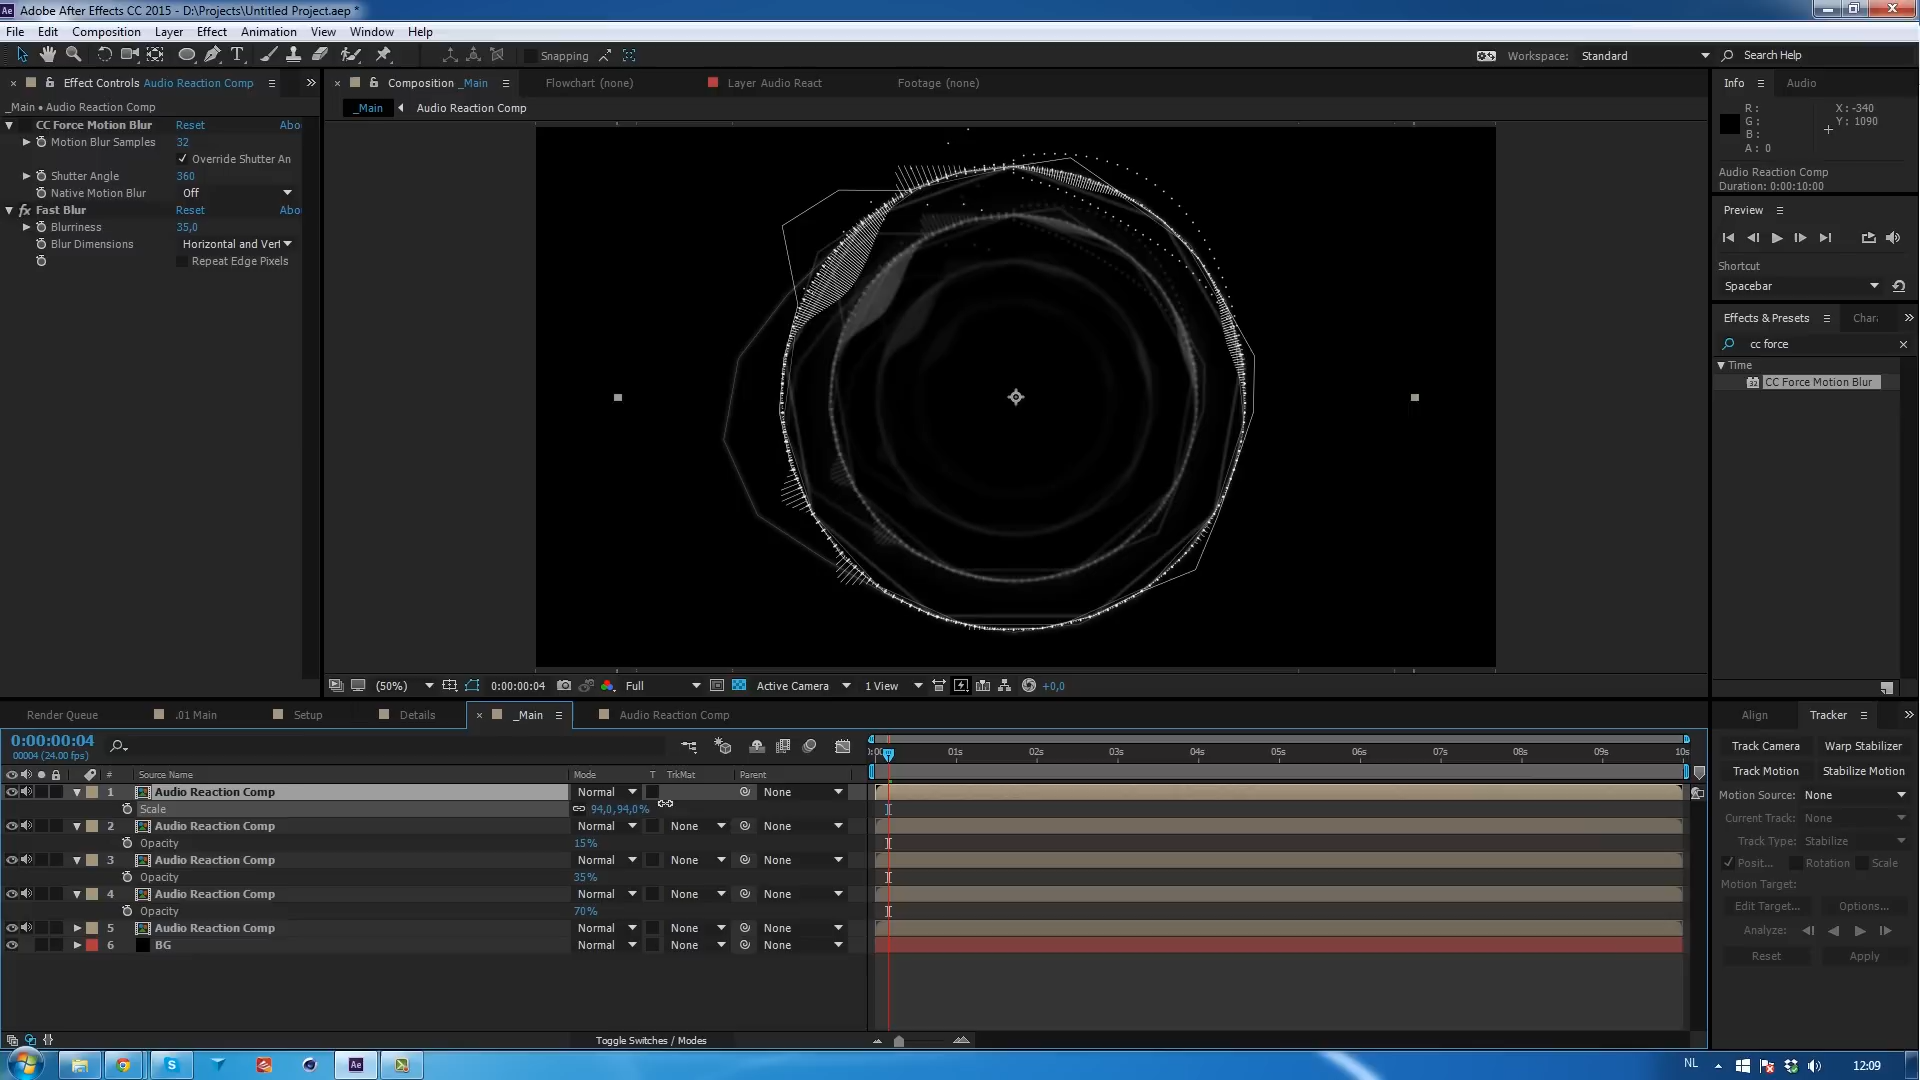 Adobe After Effects CC 2015 - D:\Projects\Untitled Project.aep *
File Edit Composition Layer Effect Animation View Window Help
Snapping Workspace: Standard Search Help
Effect Controls Audio Reaction Comp
Composition _Main Flowchart (none) Layer Audio React Footage (none)
Info Audio
_Main • Audio Reaction Comp
_Main Audio Reaction Comp
CC Force Motion Blur Reset Abo
Motion Blur Samples 32
Override Shutter An
Shutter Angle 360
Native Motion Blur Off
fx Fast Blur Reset Abo
Blurriness 35,0
Blur Dimensions Horizontal and Vert
Repeat Edge Pixels
R: X: -340
G: Y: 1090
B:
A: 0
Audio Reaction Comp
Duration: 0:00:10:00
Preview
Shortcut
Spacebar
Effects & Presets Chara
cc force
Time
CC Force Motion Blur
(50%) 0:00:00:04 Full Active Camera 1 View +0,0
Render Queue .01 Main Setup Details _Main Audio Reaction Comp
0:00:00:04
00004 (24.00 fps)
# Source Name Mode T TrkMat Parent
01s 02s 03s 04s 05s 06s 07s 08s 09s 10s
1 Audio Reaction Comp Normal None
Scale 94,0,94,0%
2 Audio Reaction Comp Normal None None
Opacity 15%
3 Audio Reaction Comp Normal None None
Opacity 35%
4 Audio Reaction Comp Normal None None
Opacity 70%
5 Audio Reaction Comp Normal None None
6 BG Normal None None
Toggle Switches / Modes
Align Tracker
Track Camera Warp Stabilizer
Track Motion Stabilize Motion
Motion Source: None
Current Track: None
Track Type: Stabilize
Posit... Rotation Scale
Motion Target:
Edit Target... Options...
Analyze:
Reset Apply
NL 12:09